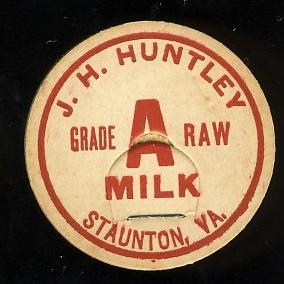 J. H. HUNTLEY
GRADE A RAW
MILK
STAUNTON, VA.